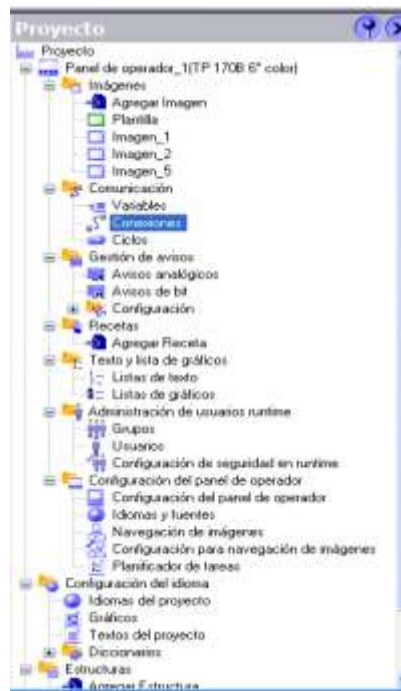 Proyecto
Proyecto
Panel de operador_1(TP 170B 6" color)
Imágenes
Agregar Imagen
Plantilla
Imagen_1
Imagen_2
Imagen_5
Comunicación
Variables
Conexiones
Ciclos
Gestión de avisos
Avisos analógicos
Avisos de bit
Configuración
Recetas
Agregar Receta
Texto y lista de gráficos
Listas de texto
Listas de gráficos
Administración de usuarios runtime
Grupos
Usuarios
Configuración de seguridad en runtime
Configuración del panel de operador
Configuración del panel de operador
Idiomas y fuentes
Navegación de imágenes
Configuración para navegación de imágenes
Planificador de tareas
Configuración del idioma
Idiomas del proyecto
Gráficos
Textos del proyecto
Diccionarios
Estructuras
Agregar Estructura